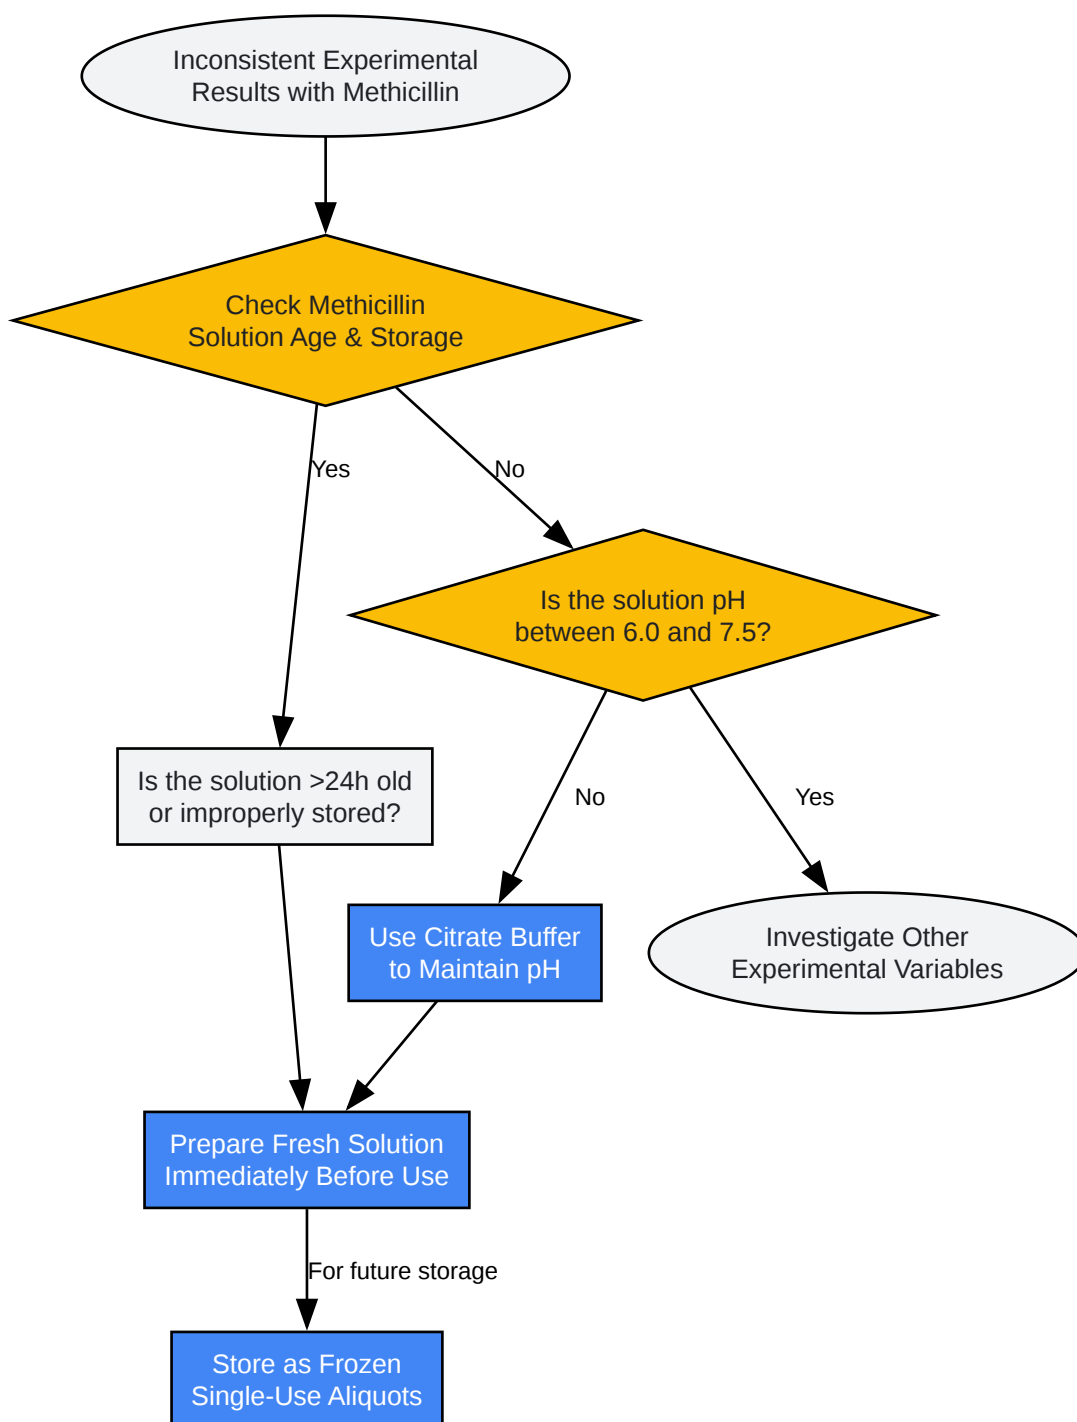 Inconsistent Experimental
Results with Methicillin
Check Methicillin
Solution Age & Storage
Yes
No
Is the solution pH
between 6.0 and 7.5?
Is the solution >24h old
or improperly stored?
No
Yes
Use Citrate Buffer
to Maintain pH
Investigate Other
Experimental Variables
Prepare Fresh Solution
Immediately Before Use
For future storage
Store as Frozen
Single-Use Aliquots